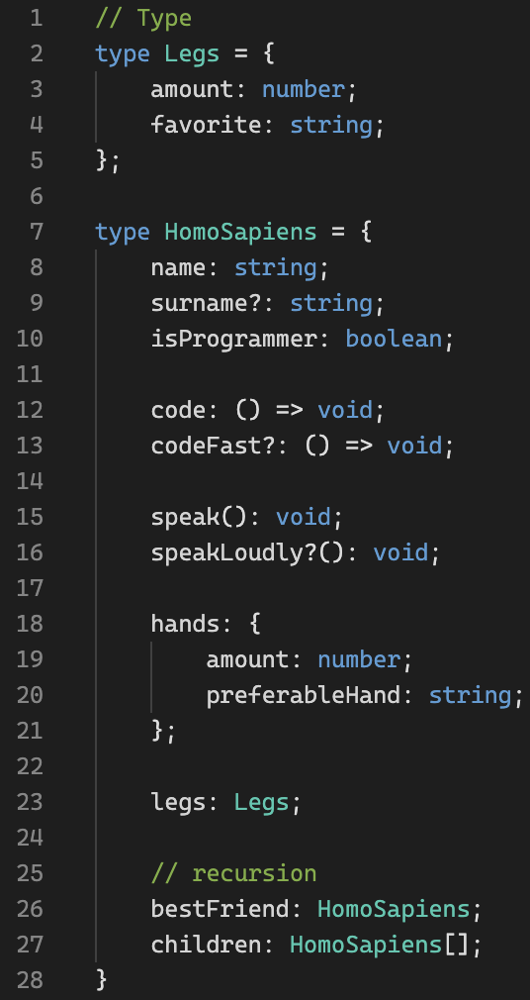 1 // Type
2 type Legs = {
3 amount: number;
4 favorite: string;
5 };
6
7 type HomoSapiens = {
8 name: string;
9 surname?: string;
10 isProgrammer: boolean;
11
12 code: () => void;
13 codeFast?: () => void;
14
15 speak(): void;
16 speakLoudly?(): void;
17
18 hands: {
19 amount: number;
20 preferableHand: string;
21 };
22
23 legs: Legs;
24
25 // recursion
26 bestFriend: HomoSapiens;
27 children: HomoSapiens[];
28 }